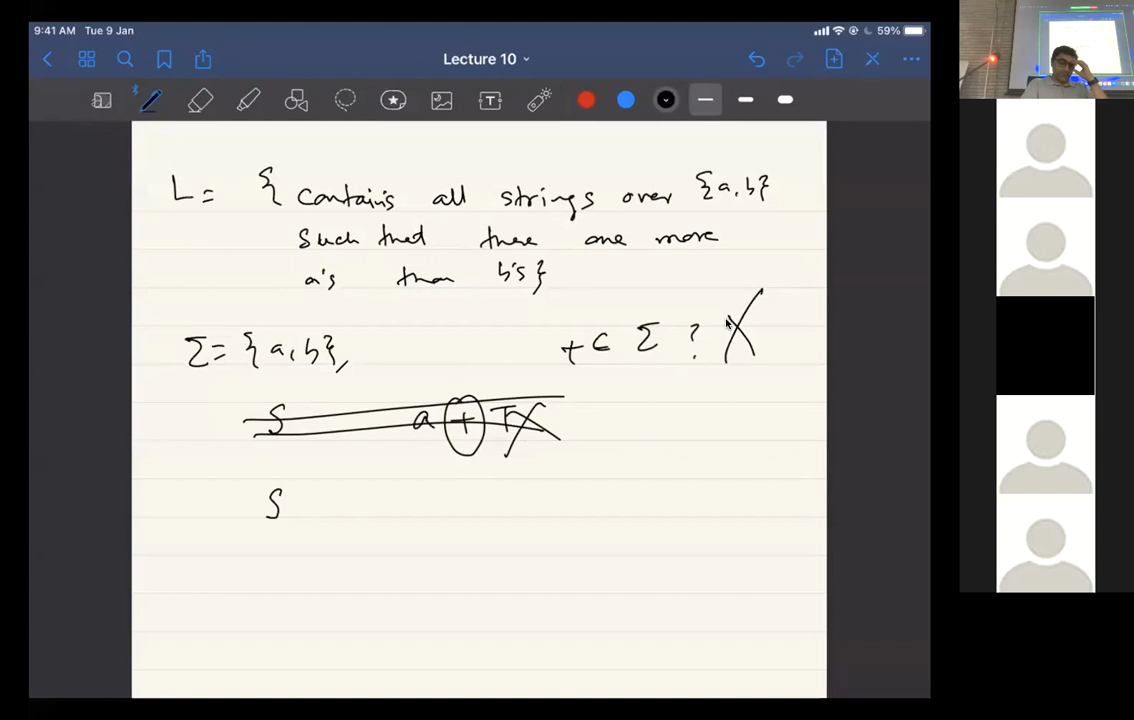 9:41 AM Tue 9 Jan
59%
Lecture 10
L = { contains all strings over {a, b}
such that there are more
a's than b's}
Σ = {a, b},
+ ∈ Σ ? X
S a + T
S